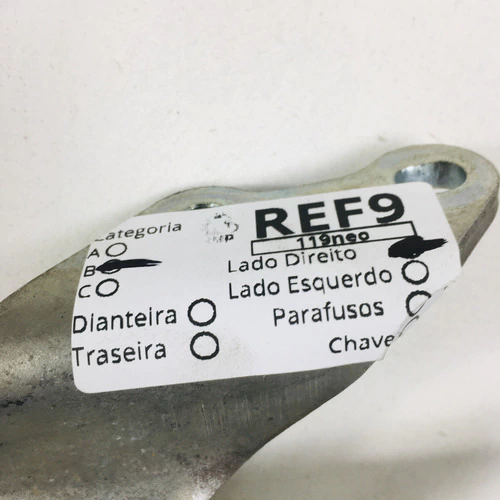 Categoria
REF9
119neo
A
B
C
Lado Direito
Lado Esquerdo
Dianteira
Parafusos
Traseira
Chave